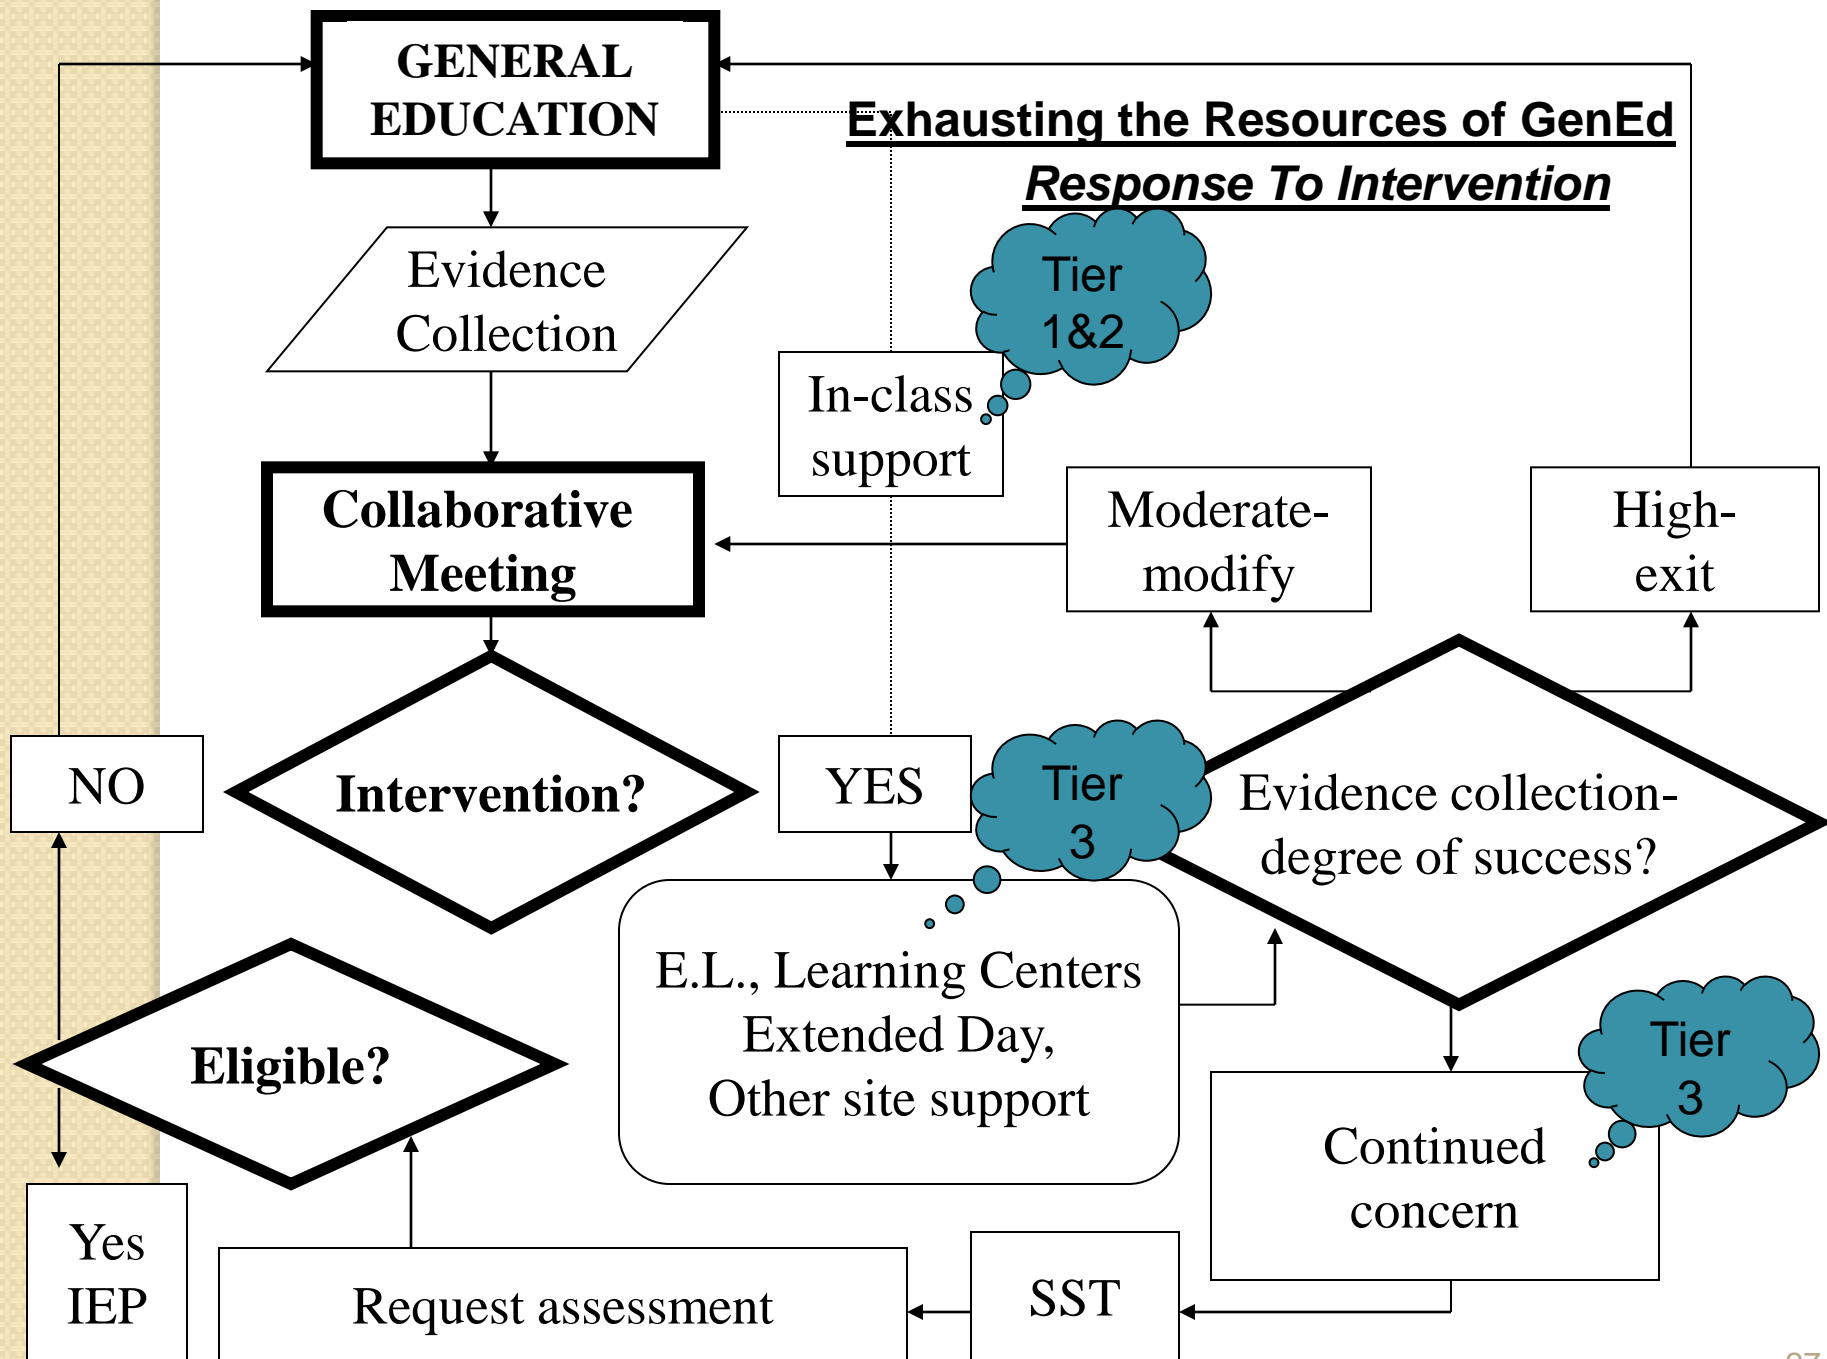 GENERAL
EDUCATION
Exhausting the Resources of GenEd
Response To Intervention
Evidence
Collection
Tier
1&2
In-class
support
Collaborative
Meeting
Moderate-
modify
High-
exit
NO
Intervention?
YES
Tier
3
Evidence collection-
degree of success?
E.L., Learning Centers
Extended Day,
Other site support
Eligible?
Tier
3
Continued
concern
Yes
IEP
Request assessment
SST